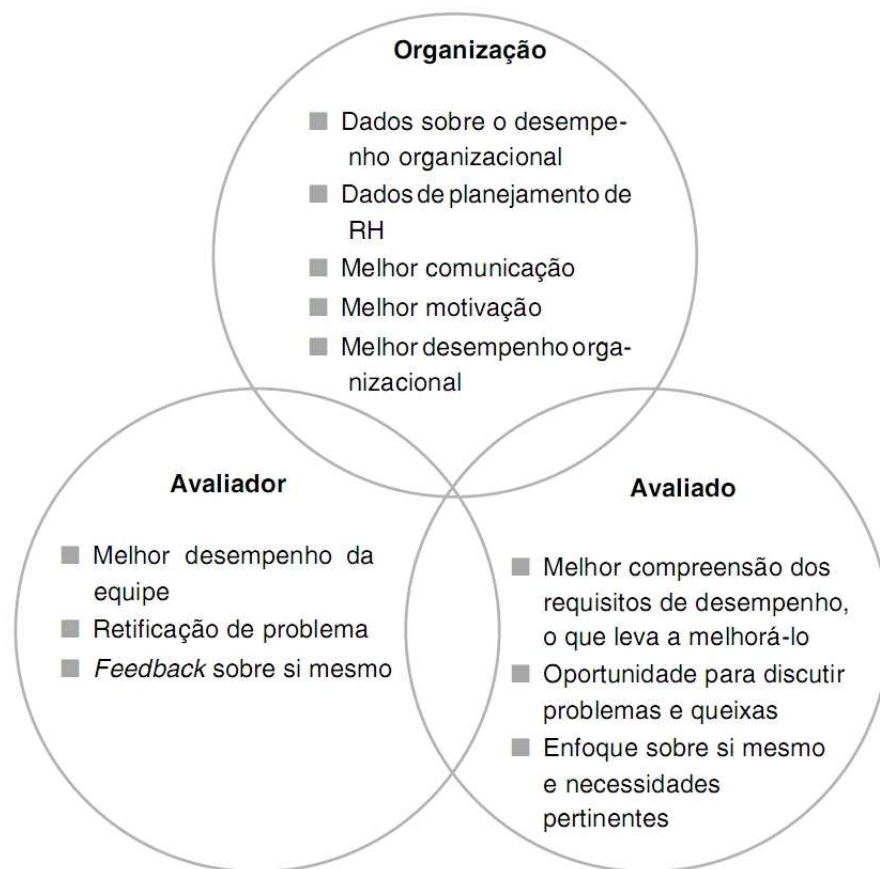 Organização
■ Dados sobre o desempe-
nho organizacional
■ Dados de planejamento de
RH
■ Melhor comunicação
■ Melhor motivação
■ Melhor desempenho orga-
nizacional
Avaliador
■ Melhor desempenho da
equipe
■ Retificação de problema
■ Feedback sobre si mesmo
Avaliado
■ Melhor compreensão dos
requisitos de desempenho,
o que leva a melhorá-lo
■ Oportunidade para discutir
problemas e queixas
■ Enfoque sobre si mesmo
e necessidades
pertinentes